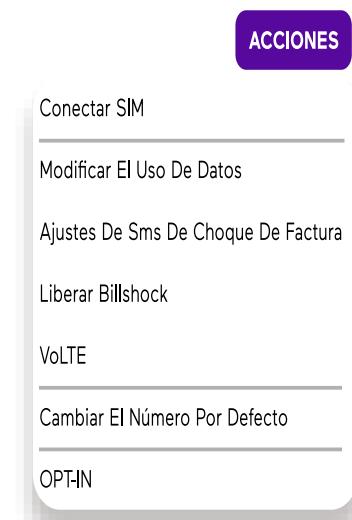 ACCIONES
Conectar SIM
Modificar El Uso De Datos
Ajustes De Sms De Choque De Factura
Liberar Billshock
VoLTE
Cambiar El Número Por Defecto
OPT-IN